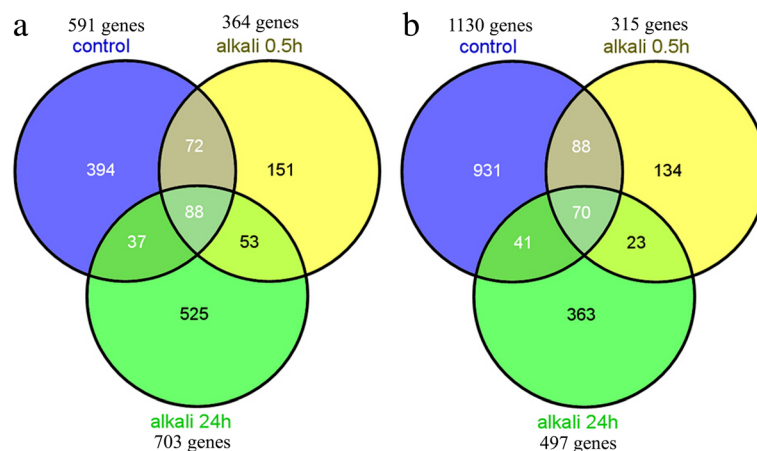 a
591 genes
control
364 genes
alkali 0.5h
394
72
151
88
37
53
525
alkali 24h
703 genes
b
1130 genes
control
315 genes
alkali 0.5h
931
88
134
70
41
23
363
alkali 24h
497 genes